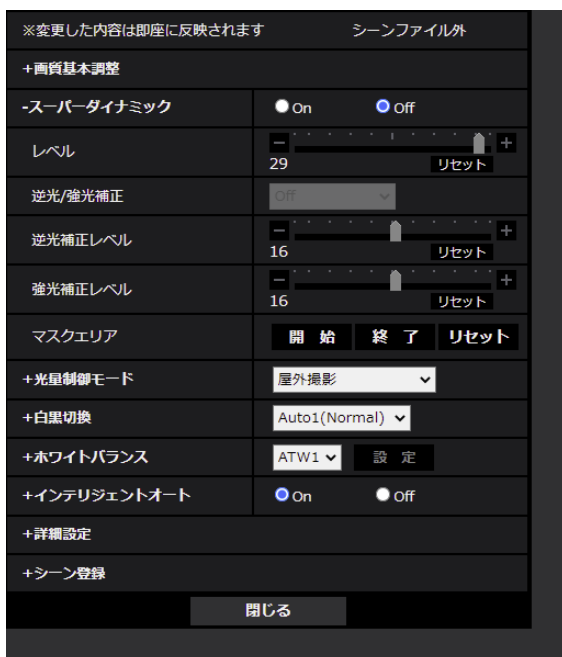 ※変更した内容は即座に反映されます シーンファイル外
+画質基本調整
-スーパーダイナミック On Off
レベル 29 リセット
逆光/強光補正 Off
逆光補正レベル 16 リセット
強光補正レベル 16 リセット
マスクエリア 開 始 終 了 リセット
+光量制御モード 屋外撮影
+白黒切換 Auto1(Normal)
+ホワイトバランス ATW1 設 定
+インテリジェントオート On Off
+詳細設定
+シーン登録
閉じる